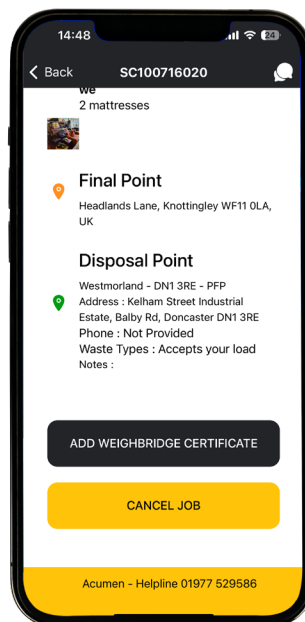 14:48
24
Back
SC100716020
we
2 mattresses
Final Point
Headlands Lane, Knottingley WF11 0LA,
UK
Disposal Point
Westmorland - DN1 3RE - PFP
Address : Kelham Street Industrial
Estate, Balby Rd, Doncaster DN1 3RE
Phone : Not Provided
Waste Types : Accepts your load
Notes :
ADD WEIGHBRIDGE CERTIFICATE
CANCEL JOB
Acumen - Helpline 01977 529586